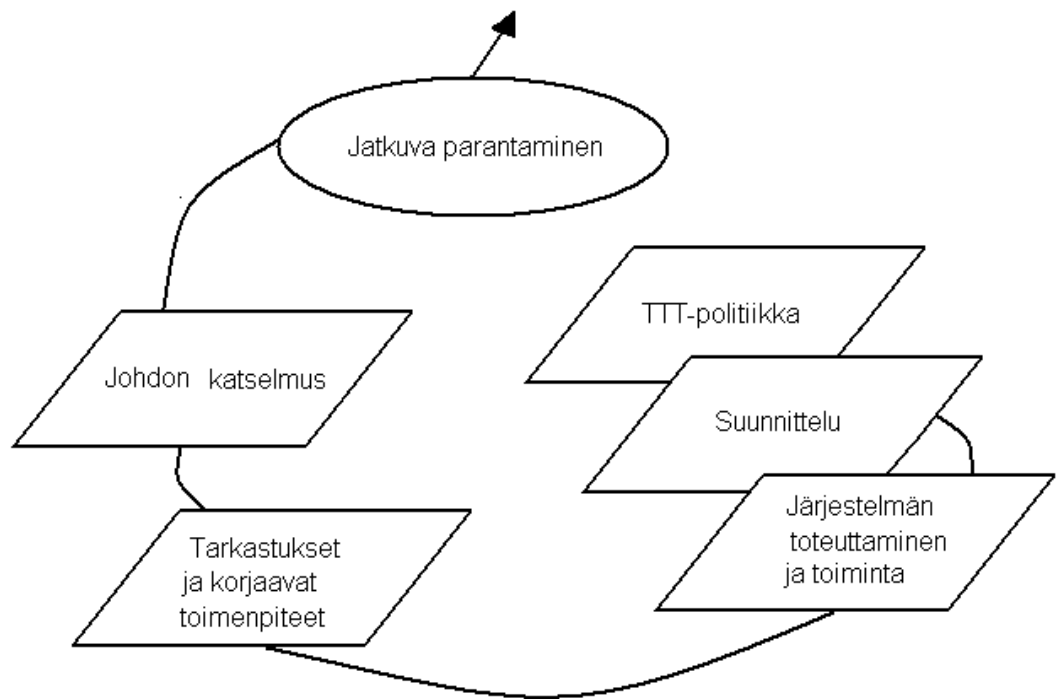 Jatkuva parantaminen
TTT-politiikka
Johdon katselmus
Suunnittelu
Järjestelmän
toteuttaminen
ja toiminta
Tarkastukset
ja korjaavat
toimenpiteet